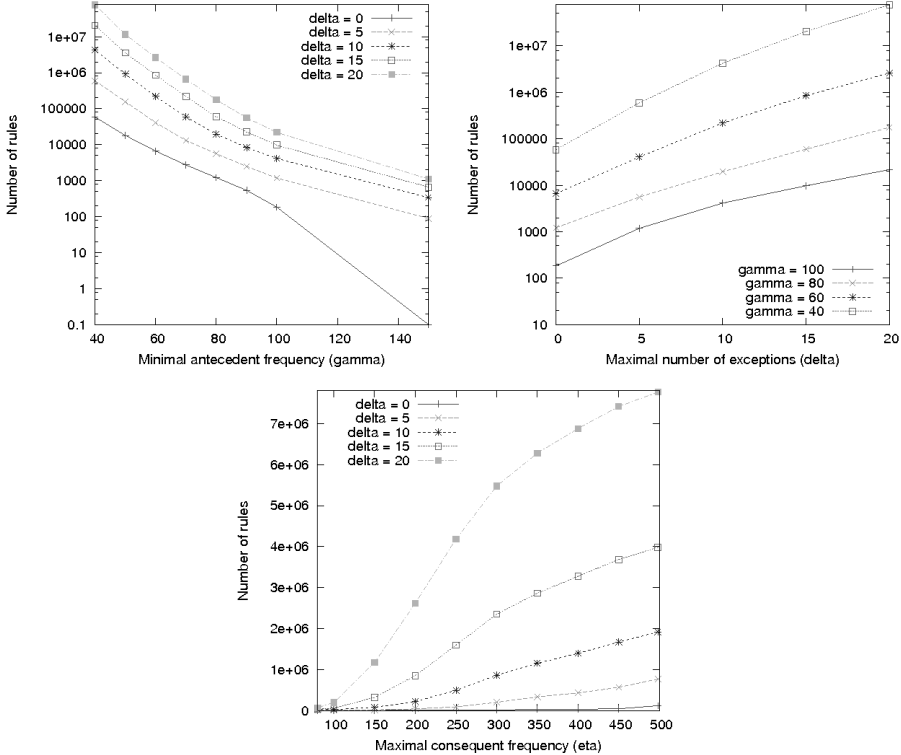 Number of rules
1e+07
1e+06
100000
10000
1000
100
10
1
0.1
delta = 0
delta = 5
delta = 10
delta = 15
delta = 20
40 60 80 100 120 140
Minimal antecedent frequency (gamma)
Number of rules
1e+07
1e+06
100000
10000
1000
100
10
gamma = 100
gamma = 80
gamma = 60
gamma = 40
0 5 10 15 20
Maximal number of exceptions (delta)
Number of rules
7e+06
6e+06
5e+06
4e+06
3e+06
2e+06
1e+06
0
delta = 0
delta = 5
delta = 10
delta = 15
delta = 20
100 150 200 250 300 350 400 450 500
Maximal consequent frequency (eta)